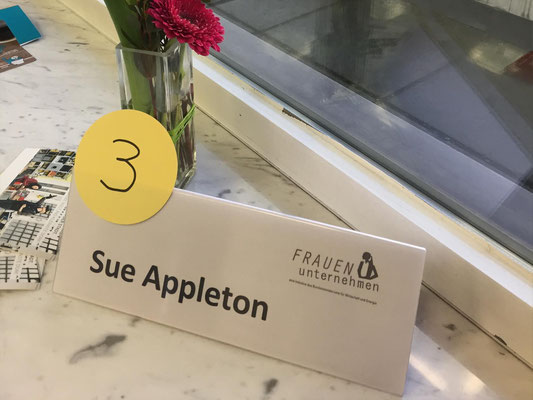 3
Sue Appleton
FRAUEN
unternehmen